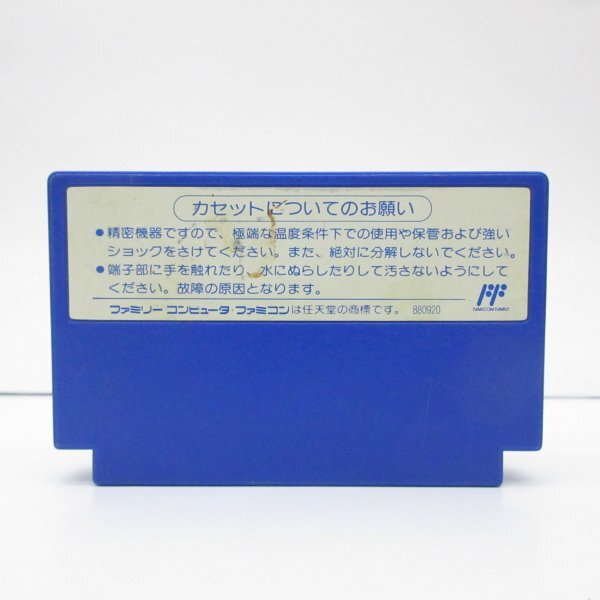 カセットについてのお願い
●精密機器ですので、極端な温度条件下での使用や保管および強い
ショックをさけてください。また、絶対に分解しないでください。
●端子部に手を触れたり、水にぬらしたりして汚さないようにして
ください。故障の原因となります。
FAMICOM FAMILY
ファミリー コンピュータ・ファミコンは任天堂の商標です。 880920